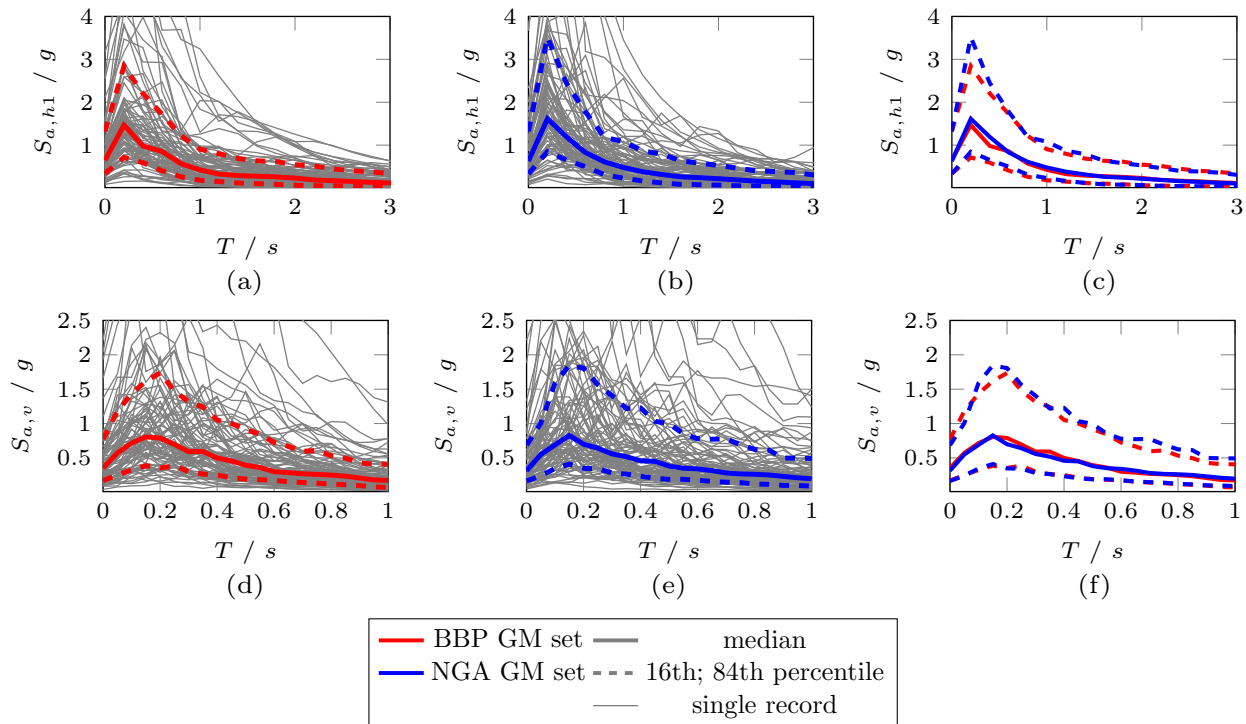 4
3
2
1
S_{a,h1} / g
0 1 2 3
T / s
(a)
4
3
2
1
S_{a,h1} / g
0 1 2 3
T / s
(b)
4
3
2
1
S_{a,h1} / g
0 1 2 3
T / s
(c)
2.5
2
1.5
1
0.5
S_{a,v} / g
0 0.2 0.4 0.6 0.8 1
T / s
(d)
2.5
2
1.5
1
0.5
S_{a,v} / g
0 0.2 0.4 0.6 0.8 1
T / s
(e)
2.5
2
1.5
1
0.5
S_{a,v} / g
0 0.2 0.4 0.6 0.8 1
T / s
(f)
BBP GM set median
NGA GM set 16th; 84th percentile
single record